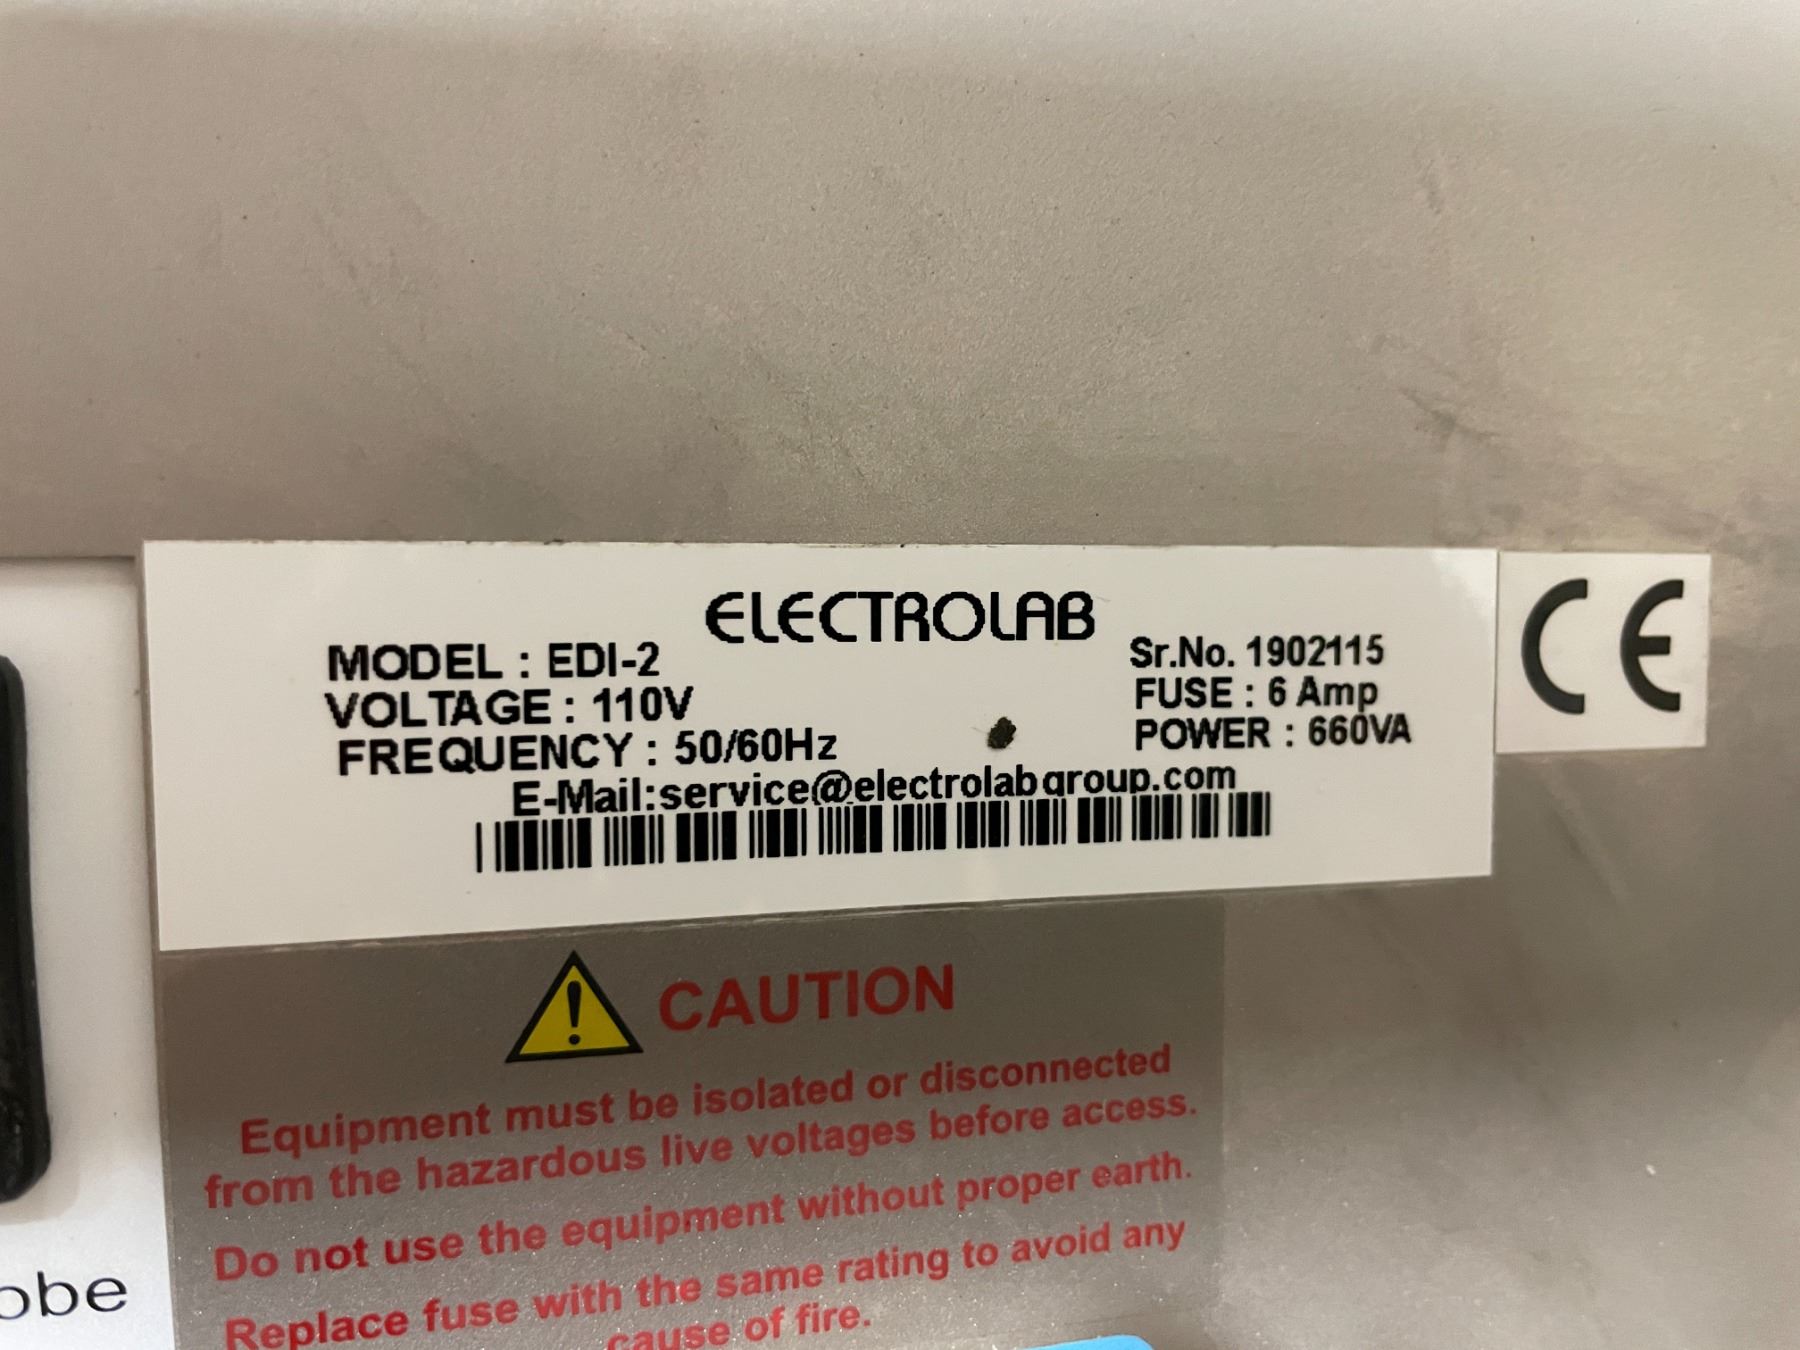 ELECTROLAB
MODEL : EDI-2
VOLTAGE : 110V
FREQUENCY : 50/60Hz
Sr.No. 1902115
FUSE : 6 Amp
POWER : 660VA
E-Mail:service@electrolabgroup.com
CE
CAUTION
Equipment must be isolated or disconnected
from the hazardous live voltages before access.
Do not use the equipment without proper earth.
Replace fuse with the same rating to avoid any
cause of fire.